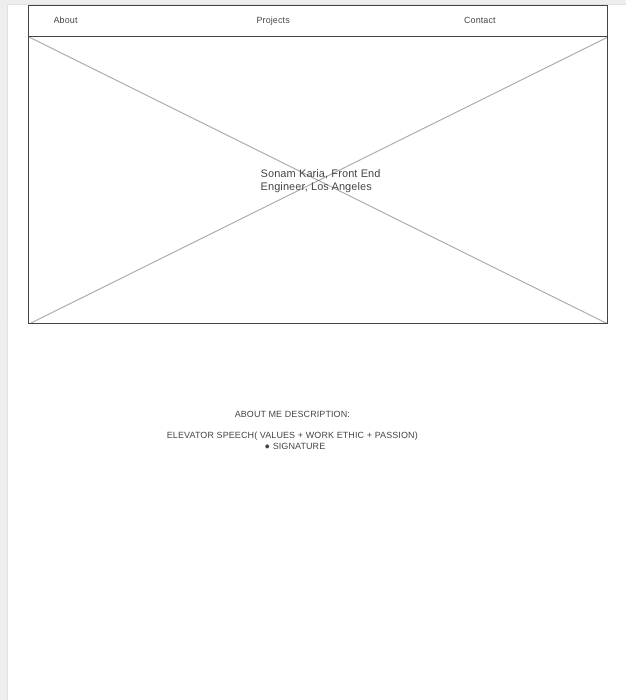 About Projects Contact
Sonam Karia, Front End
Engineer, Los Angeles
ABOUT ME DESCRIPTION:
ELEVATOR SPEECH( VALUES + WORK ETHIC + PASSION)
● SIGNATURE